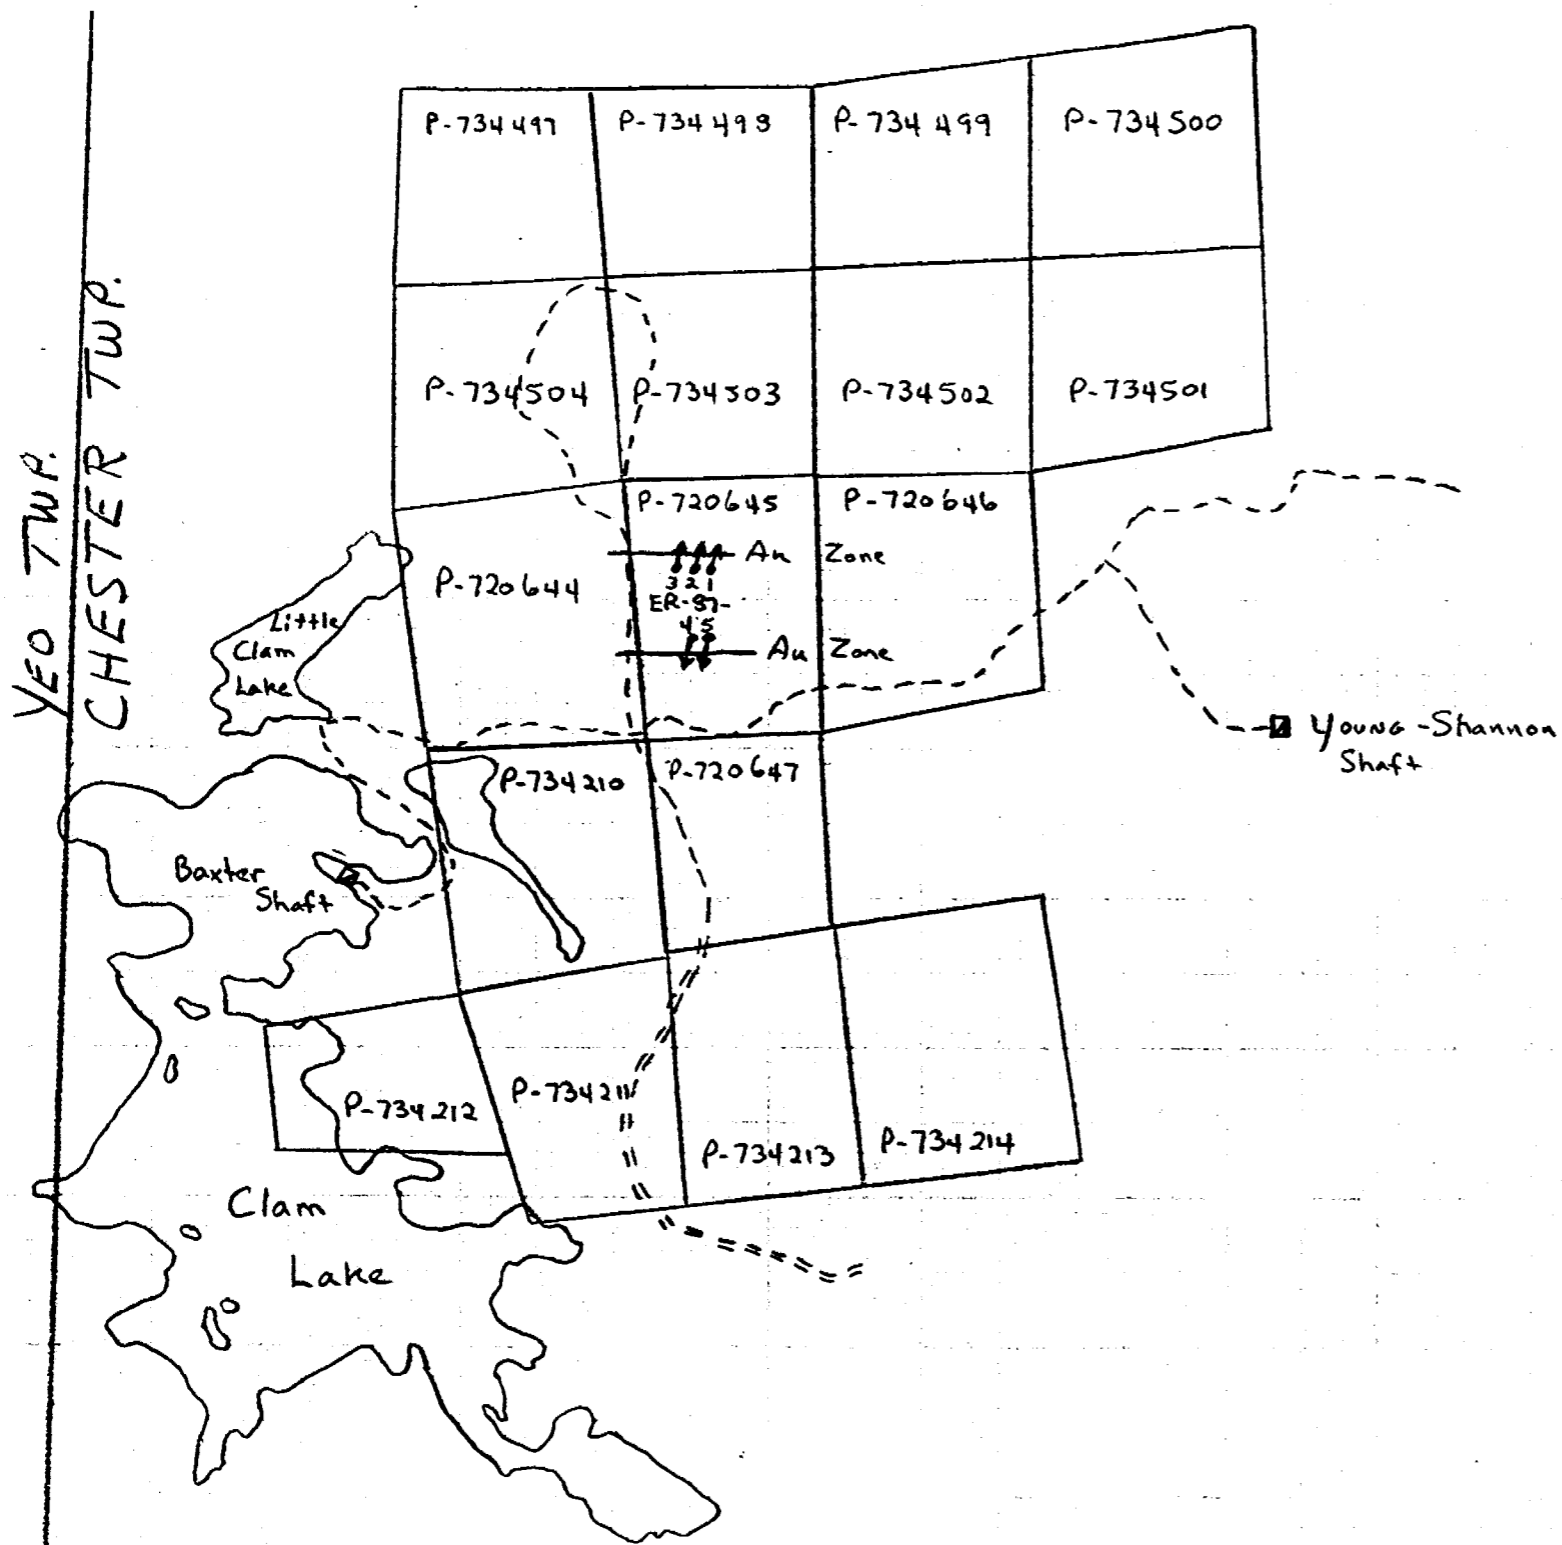 YEO TWP.
CHESTER TWP.
P-734497
P-734498
P-734499
P-734500
P-734504
P-734503
P-734502
P-734501
P-720645
P-720646
Au Zone
P-720644
3 2 1
ER-87-
4 5
Au Zone
Little
Clam
Lake
Young-Shannon
Shaft
P-734210
P-720647
Baxter
Shaft
P-734212
P-734211
P-734213
P-734214
Clam
Lake